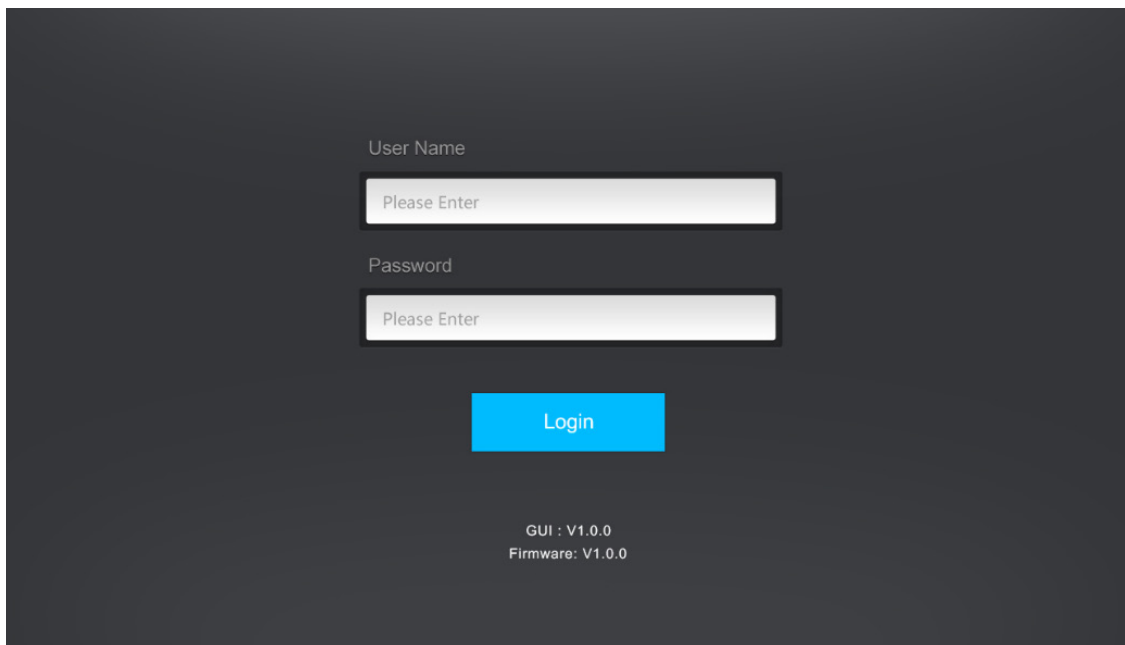 User Name
Please Enter
Password
Please Enter
Login
GUI : V1.0.0
Firmware: V1.0.0